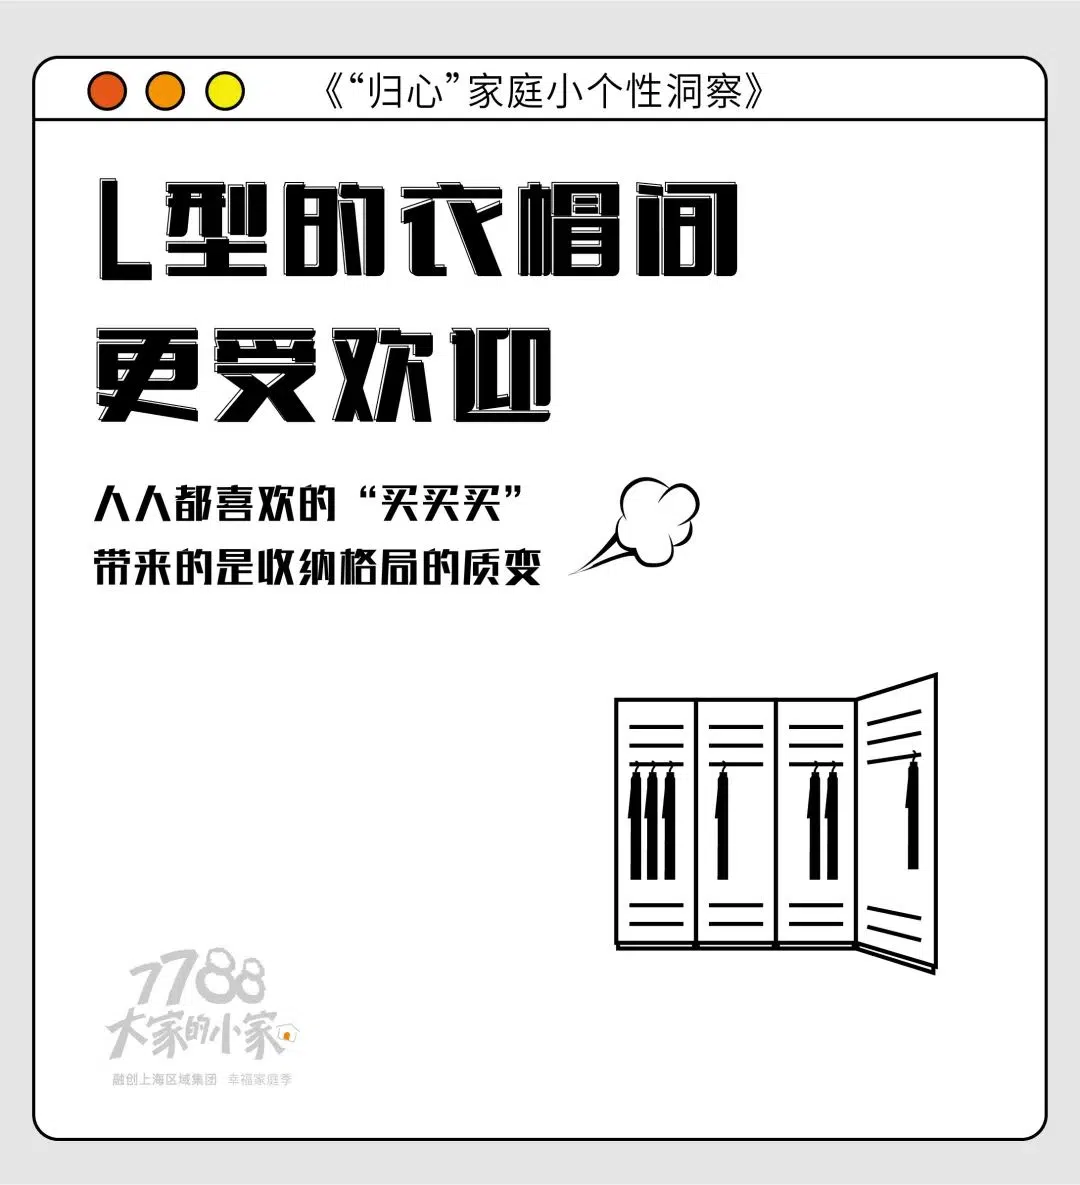 《“归心”家庭小个性洞察》
L型的衣帽间
更受欢迎
人人都喜欢的“买买买”
带来的是收纳格局的质变
7788
大家的小家
融创上海区域集团 幸福家庭季